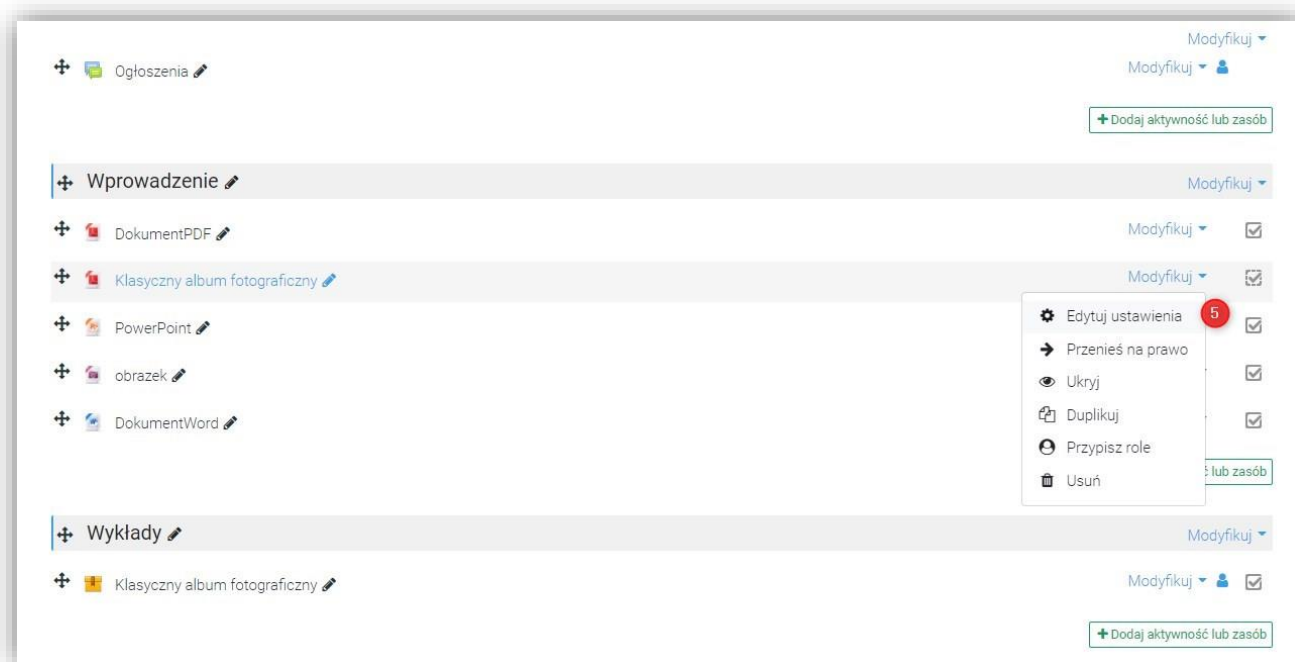 Modyfikuj
Ogłoszenia Modyfikuj
Dodaj aktywność lub zasób
Wprowadzenie Modyfikuj
DokumentPDF Modyfikuj
Klasyczny album fotograficzny Modyfikuj
Edytuj ustawienia 5
PowerPoint
Przenieś na prawo
obrazek
Ukryj
DokumentWord
Duplikuj
Przypisz role
lub zasób
Usuń
Wykłady Modyfikuj
Klasyczny album fotograficzny Modyfikuj
Dodaj aktywność lub zasób